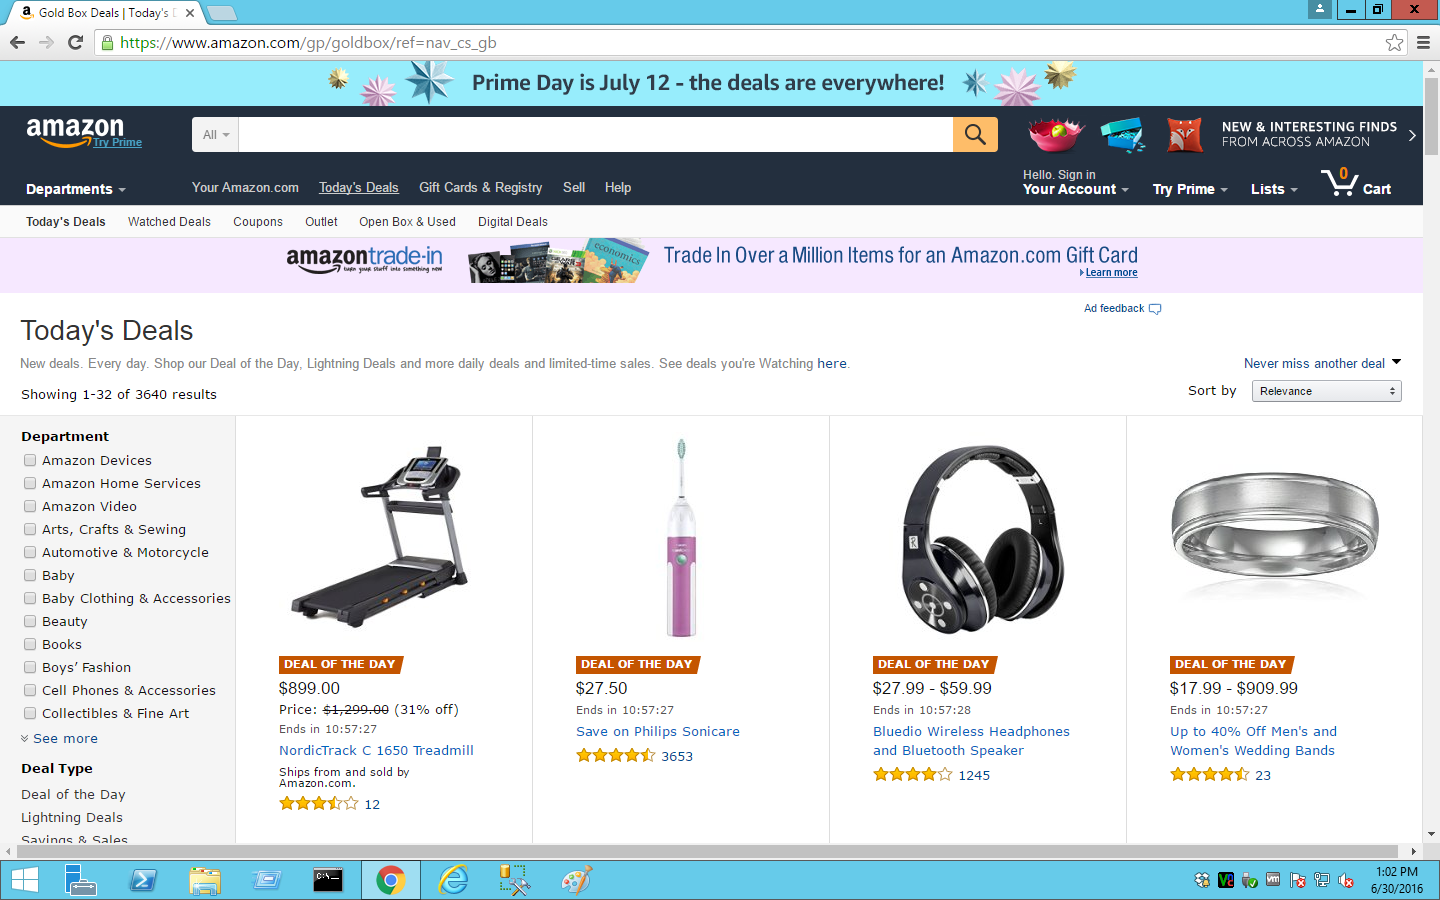 Gold Box Deals | Today's D
https://www.amazon.com/gp/goldbox/ref=nav_cs_gb
Prime Day is July 12 - the deals are everywhere!
amazon
Try Prime
All
NEW & INTERESTING FINDS
FROM ACROSS AMAZON
Departments
Your Amazon.com
Today's Deals
Gift Cards & Registry
Sell
Help
Hello. Sign in
Your Account
Try Prime
Lists
0
Cart
Today's Deals
Watched Deals
Coupons
Outlet
Open Box & Used
Digital Deals
amazontrade-in
turn your stuff into something new
economics
Trade In Over a Million Items for an Amazon.com Gift Card
Learn more
Ad feedback
Today's Deals
New deals. Every day. Shop our Deal of the Day, Lightning Deals and more daily deals and limited-time sales. See deals you're Watching here.
Never miss another deal
Showing 1-32 of 3640 results
Sort by
Relevance
Department
Amazon Devices
Amazon Home Services
Amazon Video
Arts, Crafts & Sewing
Automotive & Motorcycle
Baby
Baby Clothing & Accessories
Beauty
Books
Boys’ Fashion
Cell Phones & Accessories
Collectibles & Fine Art
See more
Deal Type
Deal of the Day
Lightning Deals
Savings & Sales
DEAL OF THE DAY
$899.00
Price: $1,299.00 (31% off)
Ends in 10:57:27
NordicTrack C 1650 Treadmill
Ships from and sold by
Amazon.com.
12
DEAL OF THE DAY
$27.50
Ends in 10:57:27
Save on Philips Sonicare
3653
R
L
DEAL OF THE DAY
$27.99 - $59.99
Ends in 10:57:28
Bluedio Wireless Headphones
and Bluetooth Speaker
1245
DEAL OF THE DAY
$17.99 - $909.99
Ends in 10:57:27
Up to 40% Off Men's and
Women's Wedding Bands
23
C:\
vm
1:02 PM
6/30/2016